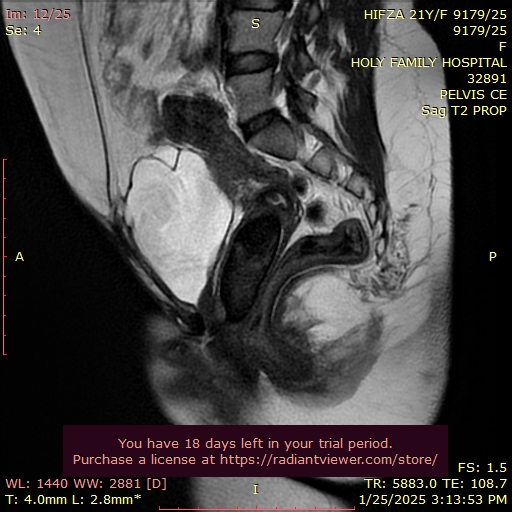 Im: 12/25
Se: 4
S
HIFZA 21Y/F 9179/25
9179/25
F
HOLY FAMILY HOSPITAL
32891
PELVIS CE
Sag T2 PROP
A
P
You have 18 days left in your trial period.
Purchase a license at https://radiantviewer.com/store/
WL: 1440 WW: 2881 [D]
T: 4.0mm L: 2.8mm*
I
FS: 1.5
TR: 5883.0 TE: 108.7
1/25/2025 3:13:53 PM